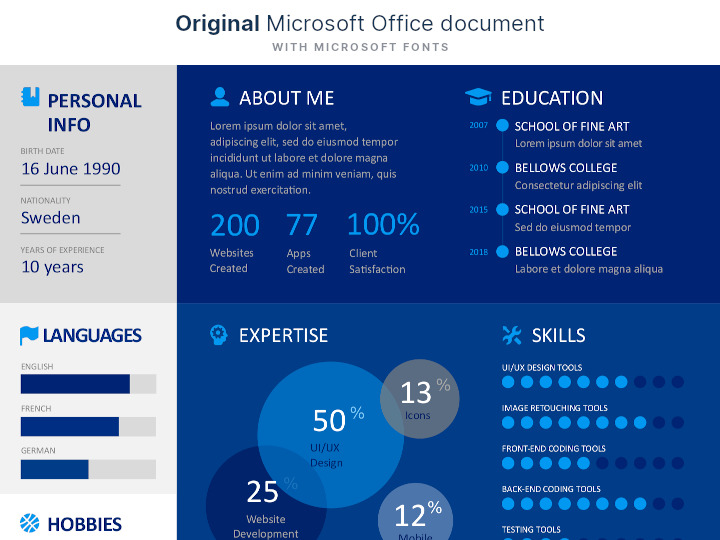 Original Microsoft Office document
WITH MICROSOFT FONTS
PERSONAL
INFO
BIRTH DATE
16 June 1990
NATIONALITY
Sweden
YEARS OF EXPERIENCE
10 years
LANGUAGES
ENGLISH
FRENCH
GERMAN
HOBBIES
ABOUT ME
Lorem ipsum dolor sit amet,
adipiscing elit, sed do eiusmod tempor
incididunt ut labore et dolore magna
aliqua. Ut enim ad minim veniam, quis
nostrud exercitation.
200
Websites
Created
77
Apps
Created
100%
Client
Satisfaction
EDUCATION
2007 SCHOOL OF FINE ART
Lorem ipsum dolor sit amet
2010 BELLOWS COLLEGE
Consectetur adipiscing elit
2015 SCHOOL OF FINE ART
Sed do eiusmod tempor
2018 BELLOWS COLLEGE
Labore et dolore magna aliqua
EXPERTISE
13 %
Icons
50 %
UI/UX
Design
25 %
Website
Development
12%
Mobile
SKILLS
UI/UX DESIGN TOOLS
IMAGE RETOUCHING TOOLS
FRONT-END CODING TOOLS
BACK-END CODING TOOLS
TESTING TOOLS